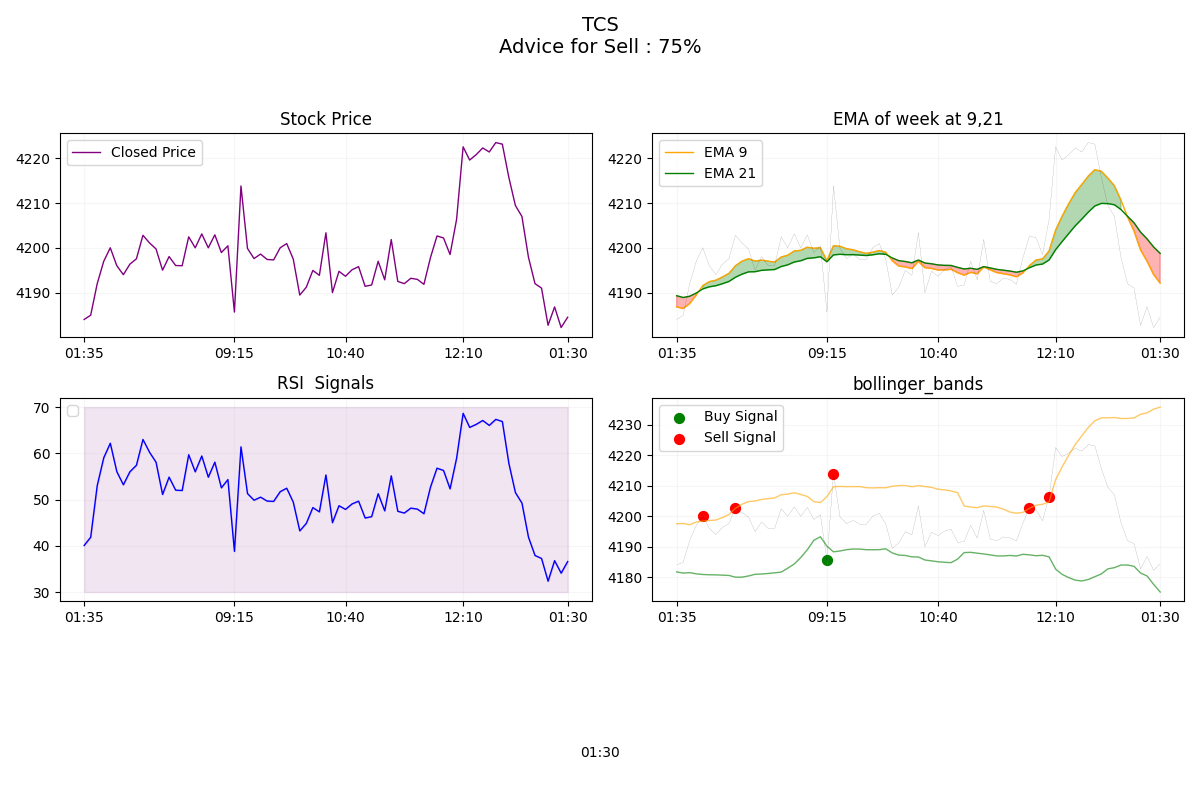 TCS
Advice for Sell : 75%
Stock Price
Closed Price
4220
4210
4200
4190
01:35 09:15 10:40 12:10 01:30
EMA of week at 9,21
EMA 9
EMA 21
4220
4210
4200
4190
01:35 09:15 10:40 12:10 01:30
RSI  Signals
70
60
50
40
30
01:35 09:15 10:40 12:10 01:30
bollinger_bands
Buy Signal
Sell Signal
4230
4220
4210
4200
4190
4180
01:35 09:15 10:40 12:10 01:30
01:30